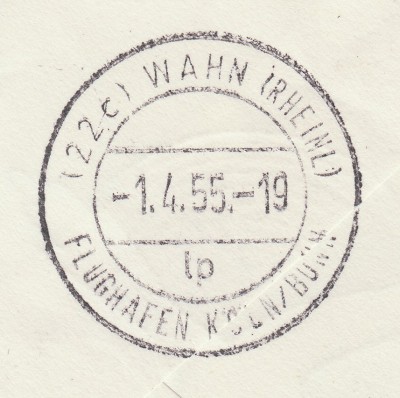 (22c) WAHN (RHEINL)
-1.4.55.-19
lp
FLUGHAFEN KÖLN/BONN